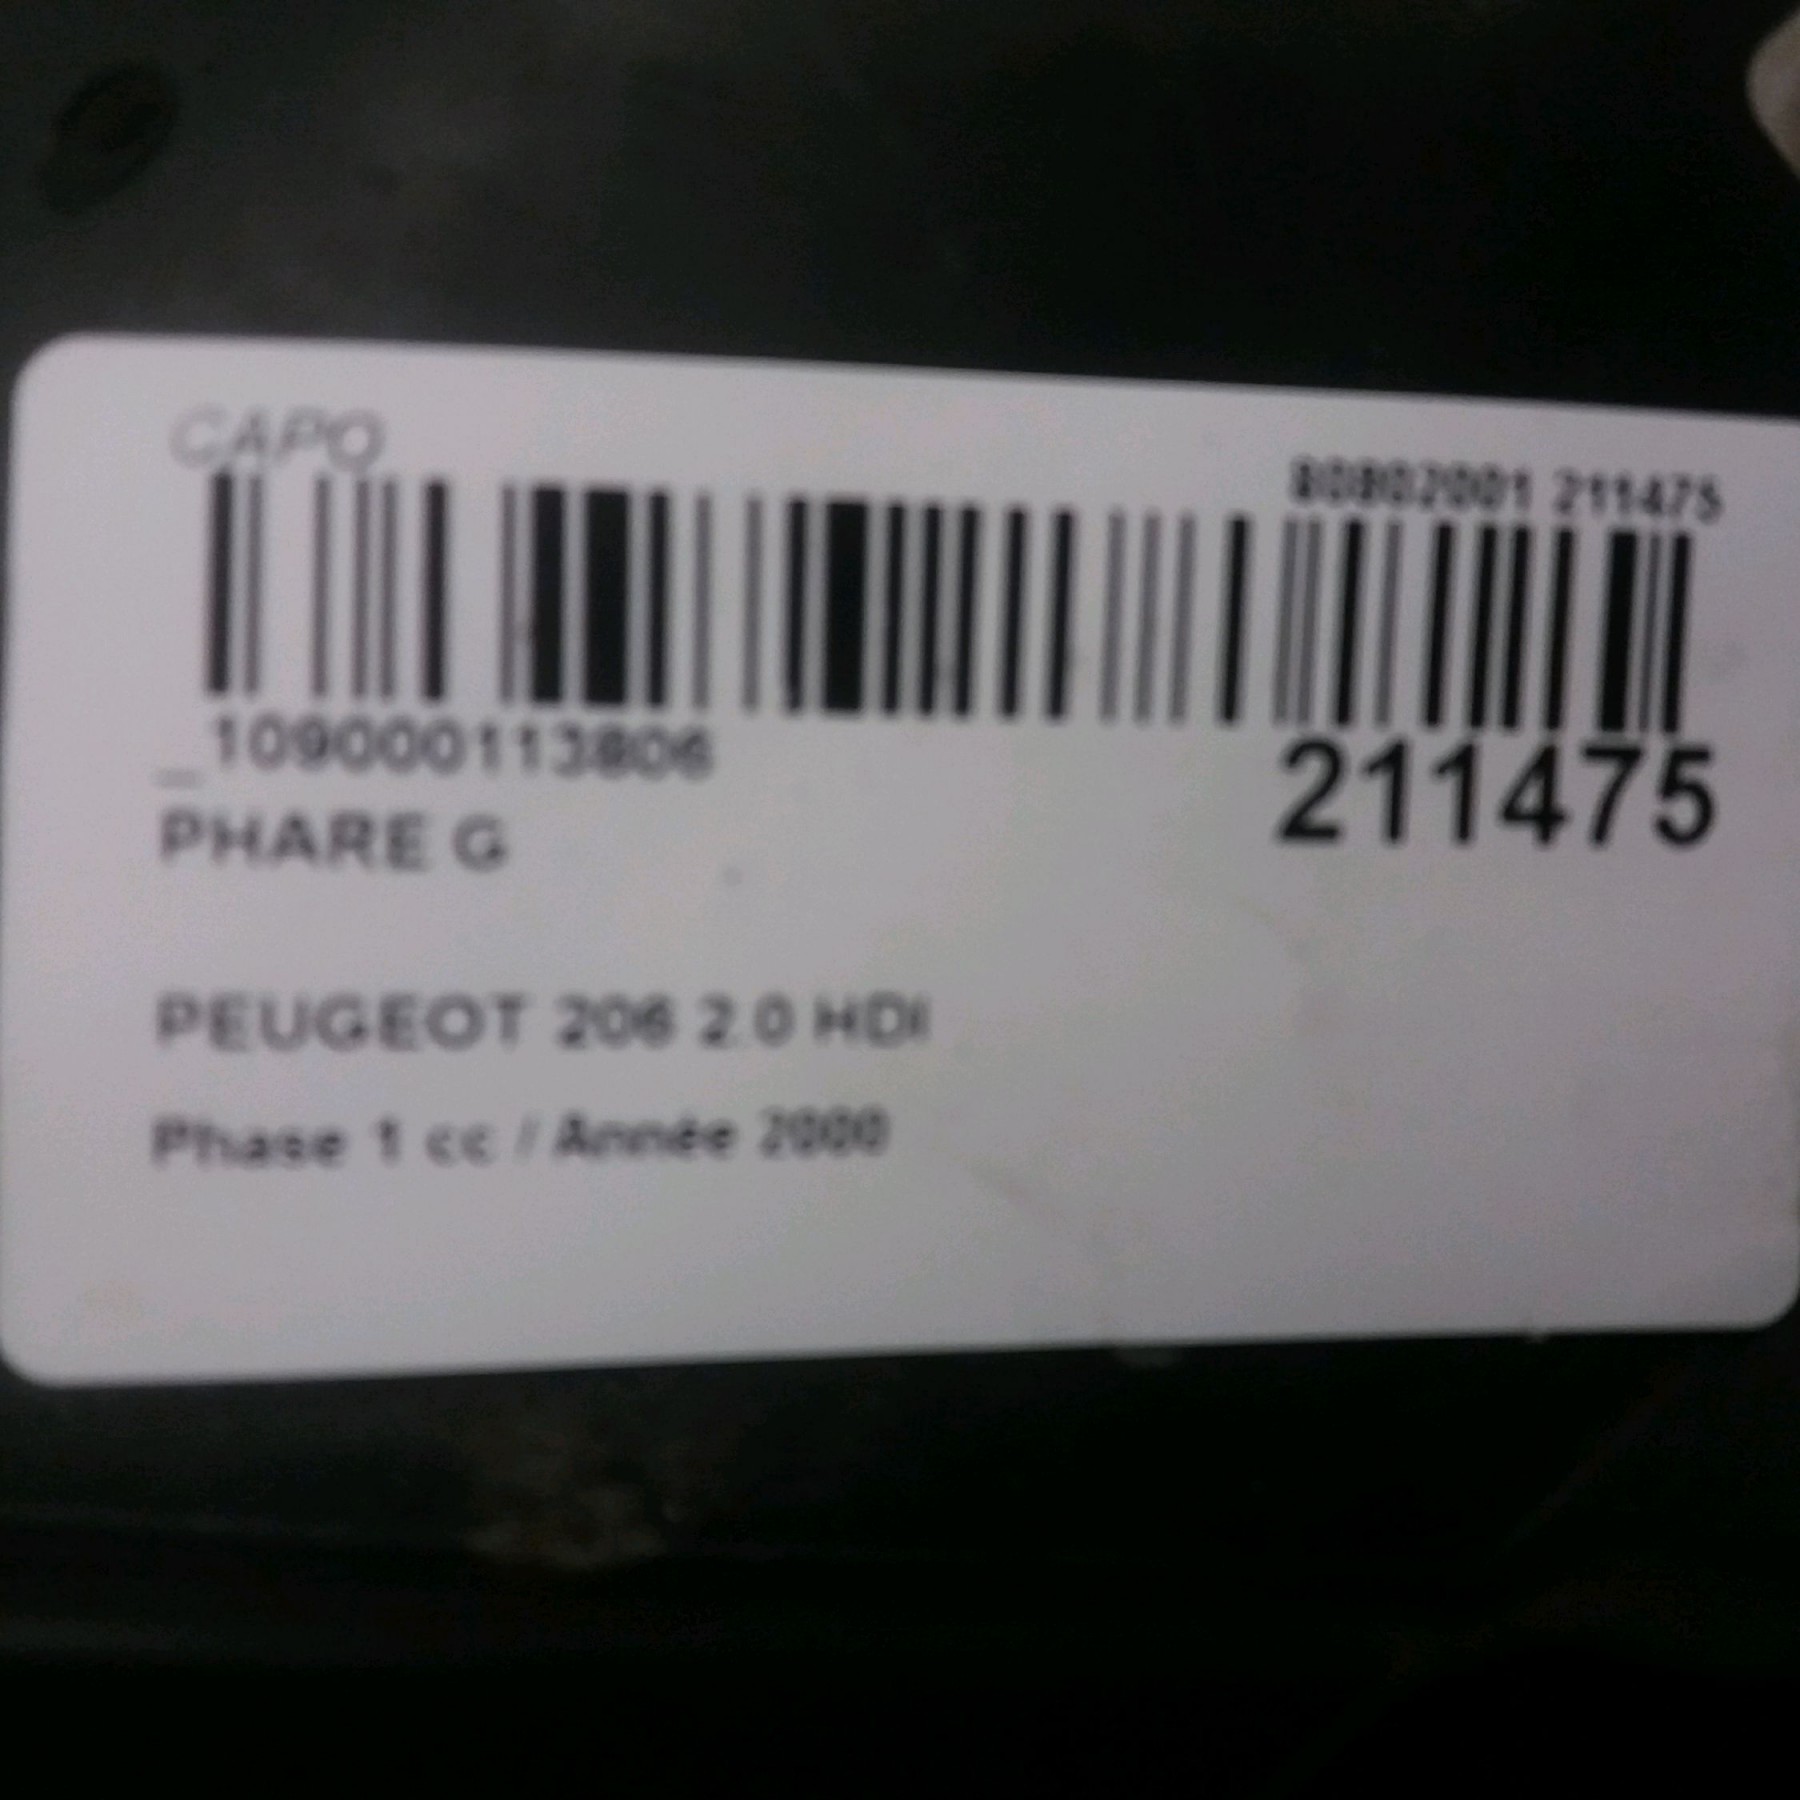 CAPO
80802001 211475
_109000113806
211475
PHARE G
PEUGEOT 206 2.0 HDI
Phase 1 cc / Année 2000